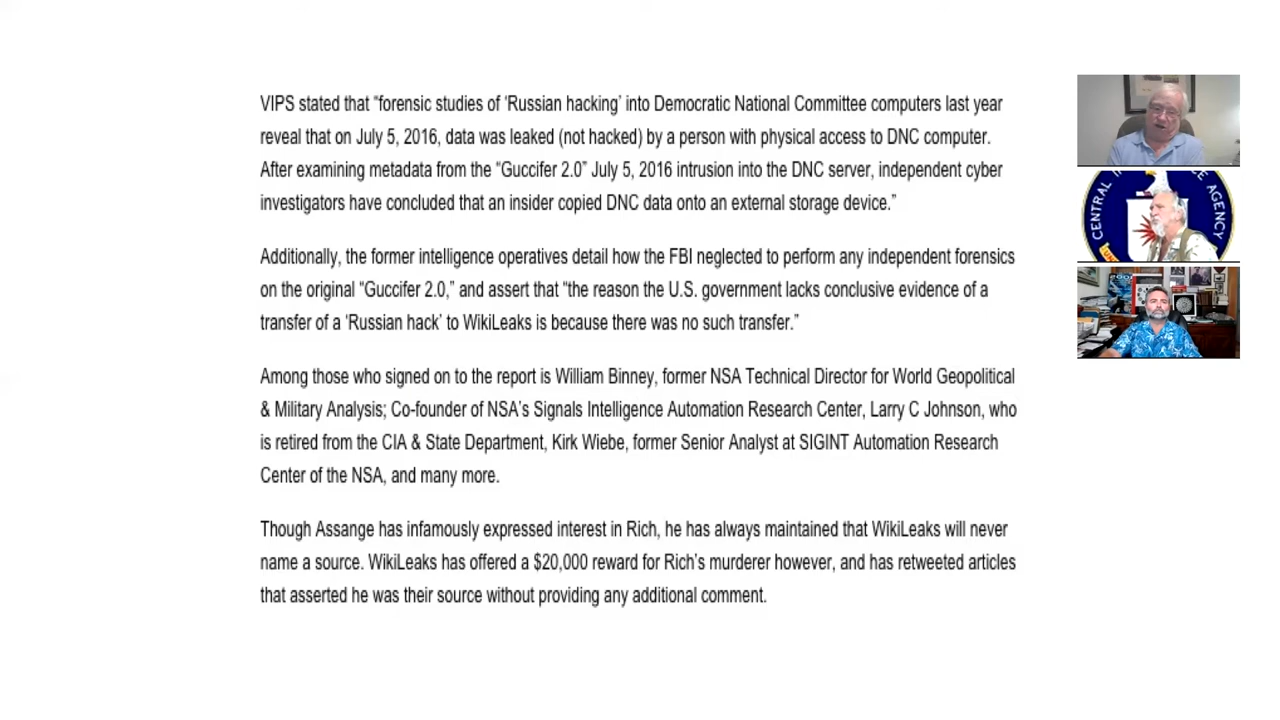 VIPS stated that “forensic studies of ‘Russian hacking’ into Democratic National Committee computers last year
reveal that on July 5, 2016, data was leaked (not hacked) by a person with physical access to DNC computer.
After examining metadata from the “Guccifer 2.0” July 5, 2016 intrusion into the DNC server, independent cyber
investigators have concluded that an insider copied DNC data onto an external storage device.”
Additionally, the former intelligence operatives detail how the FBI neglected to perform any independent forensics
on the original “Guccifer 2.0,” and assert that “the reason the U.S. government lacks conclusive evidence of a
transfer of a ‘Russian hack’ to WikiLeaks is because there was no such transfer.”
Among those who signed on to the report is William Binney, former NSA Technical Director for World Geopolitical
& Military Analysis; Co-founder of NSA’s Signals Intelligence Automation Research Center, Larry C Johnson, who
is retired from the CIA & State Department, Kirk Wiebe, former Senior Analyst at SIGINT Automation Research
Center of the NSA, and many more.
Though Assange has infamously expressed interest in Rich, he has always maintained that WikiLeaks will never
name a source. WikiLeaks has offered a $20,000 reward for Rich’s murderer however, and has retweeted articles
that asserted he was their source without providing any additional comment.
CENTRAL IN CE AGENCY